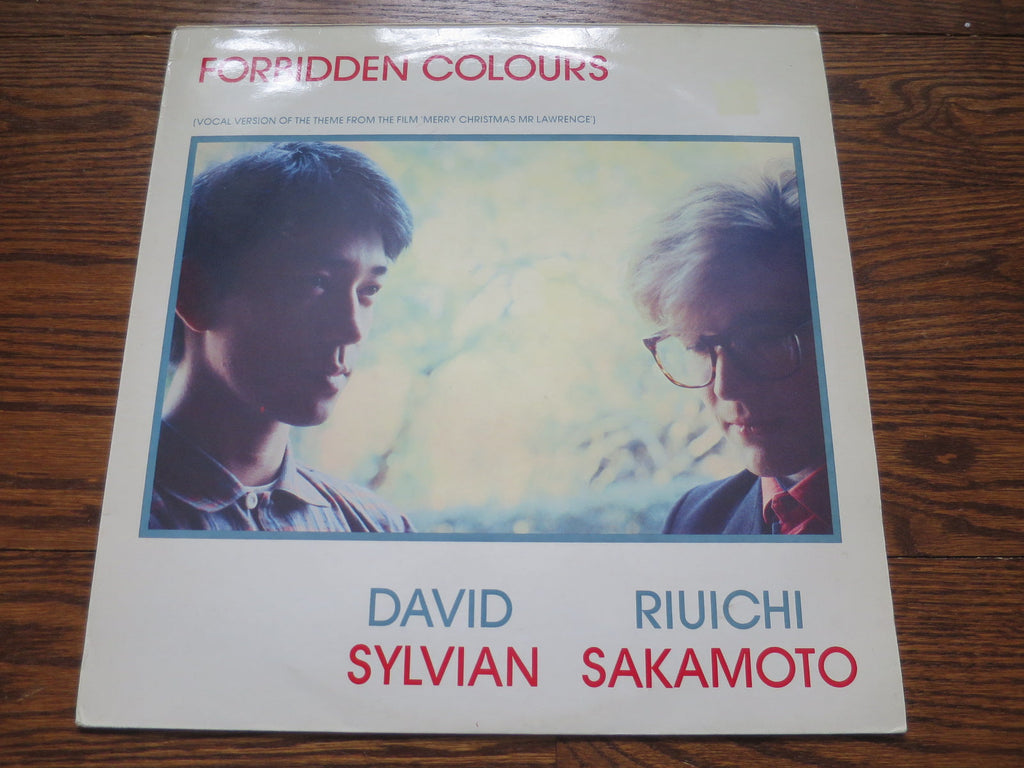 FORBIDDEN COLOURS
(VOCAL VERSION OF THE THEME FROM THE FILM 'MERRY CHRISTMAS MR LAWRENCE')
DAVID RIUICHI
SYLVIAN SAKAMOTO